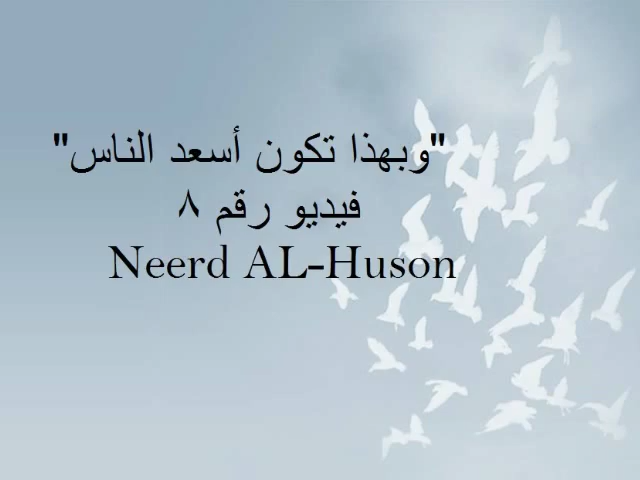 "وبهذا تكون أسعد الناس"
فيديو رقم ٨
Neerd AL-Huson